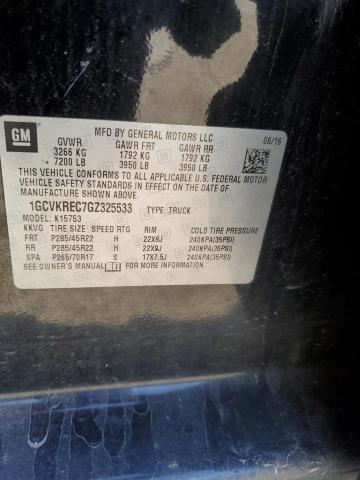 GM
MFD BY GENERAL MOTORS LLC
06/16
GVWR GAWR FRT GAWR RR
3266 KG 1792 KG 1792 KG
7200 LB 3950 LB 3950 LB
THIS VEHICLE CONFORMS TO ALL APPLICABLE U.S. FEDERAL MOTOR
VEHICLE SAFETY AND THEFT PREVENTION STANDARDS IN
EFFECT ON THE DATE OF MANUFACTURE SHOWN ABOVE.
1GCVKREC7GZ325533 TYPE: TRUCK
MODEL: K15753
KKVG TIRE SIZE SPEED RTG RIM COLD TIRE PRESSURE
FRT P285/45R22 H 22X9J 240KPA(35PSI)
RR P285/45R22 H 22X9J 240KPA(35PSI)
SPA P265/70R17 S 17X7.5J 240KPA(35PSI)
SEE OWNER'S MANUAL FOR MORE INFORMATION.